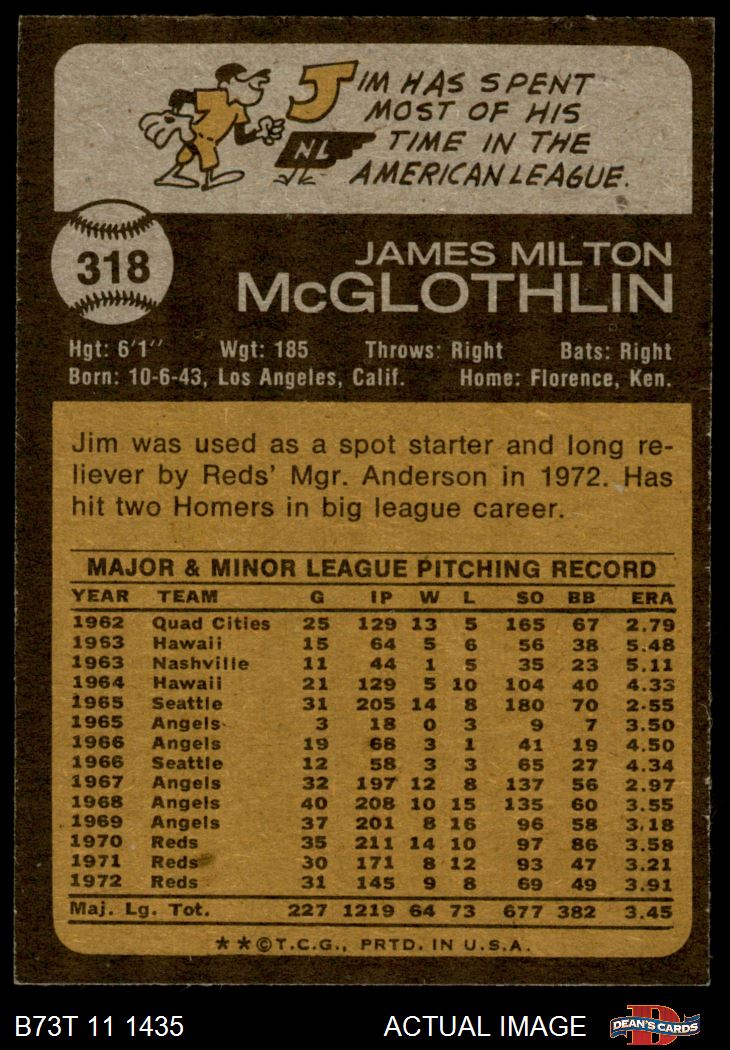 JIM HAS SPENT
MOST OF HIS
NL TIME IN THE
AMERICAN LEAGUE.
318
JAMES MILTON
McGLOTHLIN
Hgt: 6'1" Wgt: 185 Throws: Right Bats: Right
Born: 10-6-43, Los Angeles, Calif. Home: Florence, Ken.
Jim was used as a spot starter and long re-
liever by Reds' Mgr. Anderson in 1972. Has
hit two Homers in big league career.
MAJOR & MINOR LEAGUE PITCHING RECORD
YEAR TEAM G IP W L SO BB ERA
1962 Quad Cities 25 129 13 5 165 67 2.79
1963 Hawaii 15 64 5 6 56 38 5.48
1963 Nashville 11 44 1 5 35 23 5.11
1964 Hawaii 21 129 5 10 104 40 4.33
1965 Seattle 31 205 14 8 180 70 2.55
1965 Angels 3 18 0 3 9 7 3.50
1966 Angels 19 68 3 1 41 19 4.50
1966 Seattle 12 58 3 3 65 27 4.34
1967 Angels 32 197 12 8 137 56 2.97
1968 Angels 40 208 10 15 135 60 3.55
1969 Angels 37 201 8 16 96 58 3.18
1970 Reds 35 211 14 10 97 86 3.58
1971 Reds 30 171 8 12 93 47 3.21
1972 Reds 31 145 9 8 69 49 3.91
Maj. Lg. Tot. 227 1219 64 73 677 382 3.45
**©T.C.G., PRTD. IN U.S.A.
B73T 11 1435 ACTUAL IMAGE DEAN'S CARDS